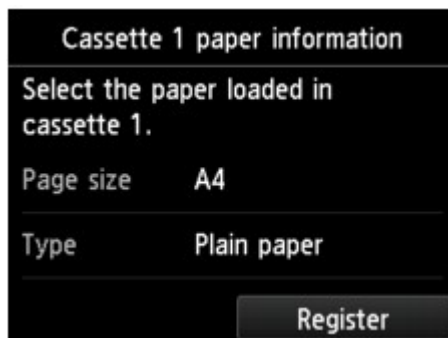 Cassette 1 paper information
Select the paper loaded in
cassette 1.
Page size A4
Type Plain paper
Register